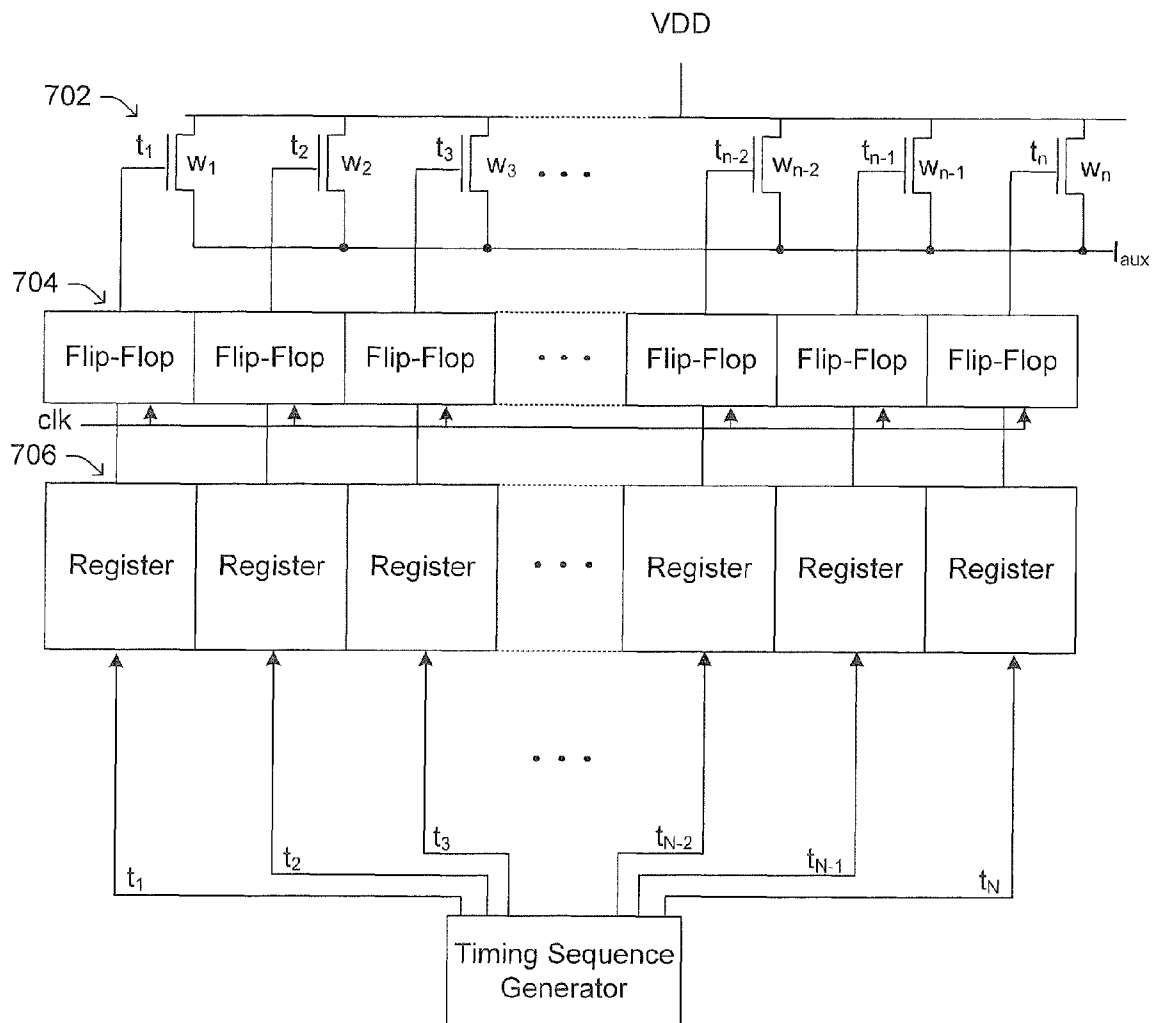 VDD
702
t1 t2 t3 tn-2 tn-1 tn
w1 w2 w3 • • • wn-2 wn-1 wn
Iaux
704
Flip-Flop Flip-Flop Flip-Flop • • • Flip-Flop Flip-Flop Flip-Flop
clk
706
Register Register Register • • • Register Register Register
• • •
t3 tN-2
t2 tN-1
t1 tN
Timing Sequence
Generator